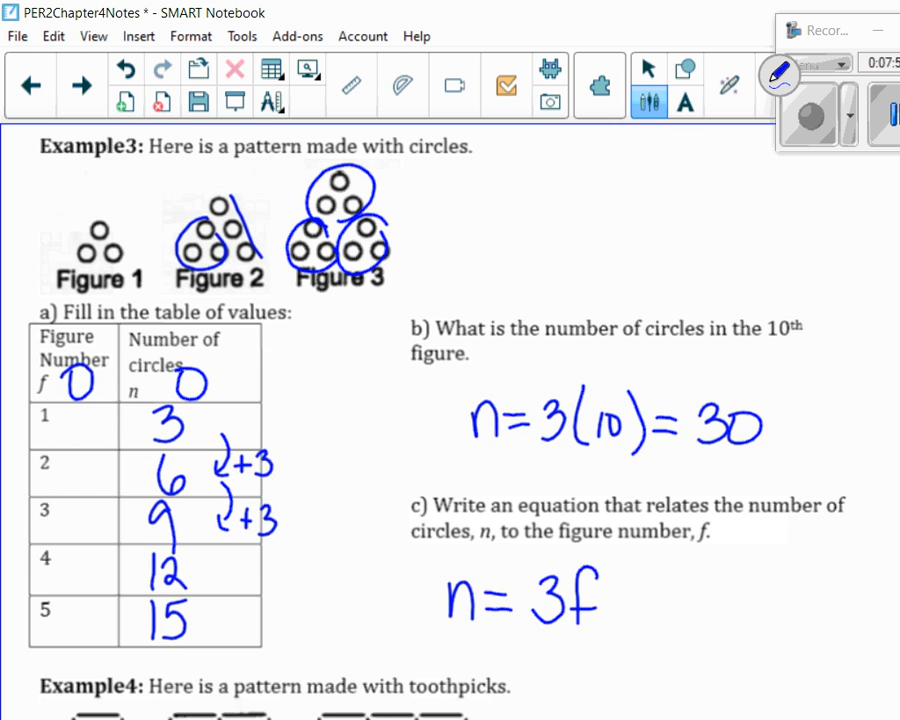 PER2Chapter4Notes * - SMART Notebook
File Edit View Insert Format Tools Add-ons Account Help
Recor...
0:07:5
Example3: Here is a pattern made with circles.
Figure 1 Figure 2 Figure 3
a) Fill in the table of values:
Figure Number f 0
Number of circles n 0
1 3
2 6 +3
3 9 +3
4 12
5 15
b) What is the number of circles in the 10th
figure.
n = 3(10) = 30
c) Write an equation that relates the number of
circles, n, to the figure number, f.
n = 3f
Example4: Here is a pattern made with toothpicks.